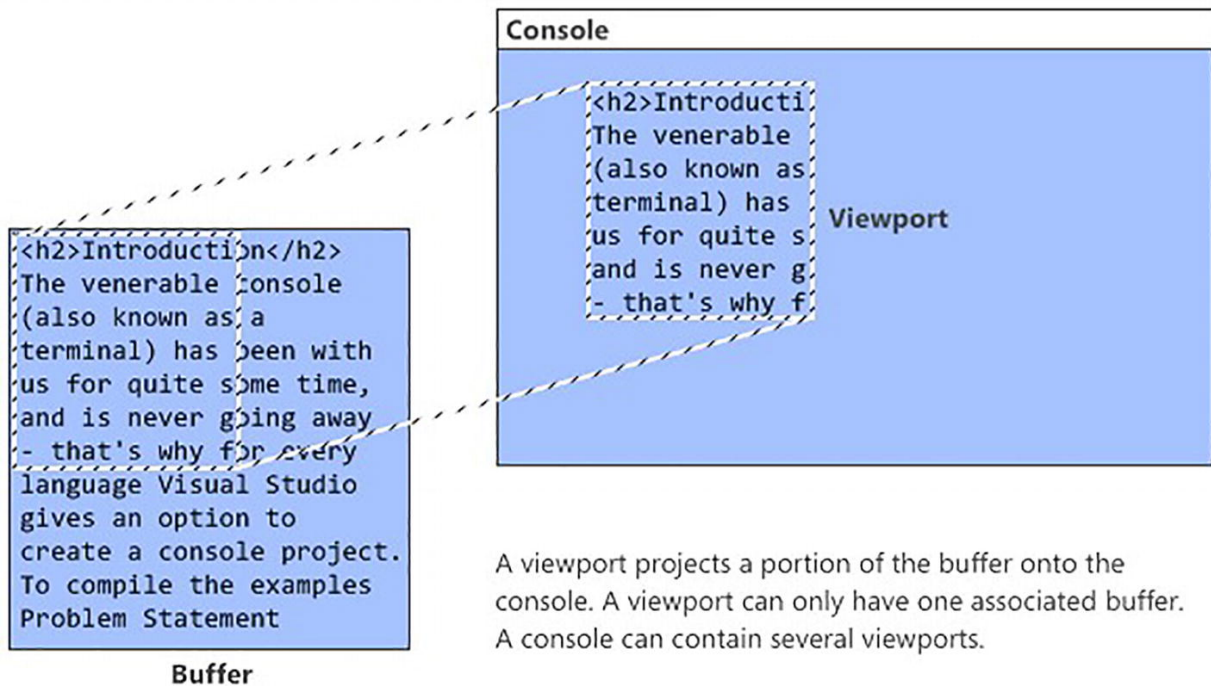 Console
<h2>Introducti
The venerable
(also known as
terminal) has
us for quite s
and is never g
- that's why f
Viewport
<h2>Introduction</h2>
The venerable console
(also known as a
terminal) has been with
us for quite some time,
and is never going away
- that's why for every
language Visual Studio
gives an option to
create a console project.
To compile the examples
Problem Statement
Buffer
A viewport projects a portion of the buffer onto the
console. A viewport can only have one associated buffer.
A console can contain several viewports.